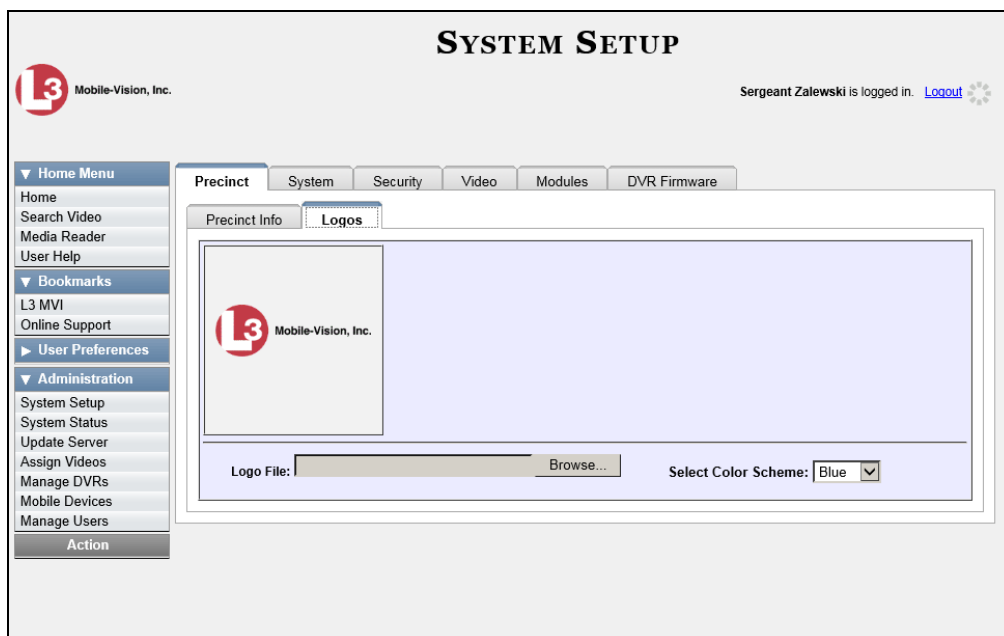 SYSTEM SETUP
L3 Mobile-Vision, Inc.
Sergeant Zalewski is logged in. Logout
Home Menu
Home
Search Video
Media Reader
User Help
Bookmarks
L3 MVI
Online Support
User Preferences
Administration
System Setup
System Status
Update Server
Assign Videos
Manage DVRs
Mobile Devices
Manage Users
Action
Precinct System Security Video Modules DVR Firmware
Precinct Info Logos
L3 Mobile-Vision, Inc.
Logo File: Browse... Select Color Scheme: Blue